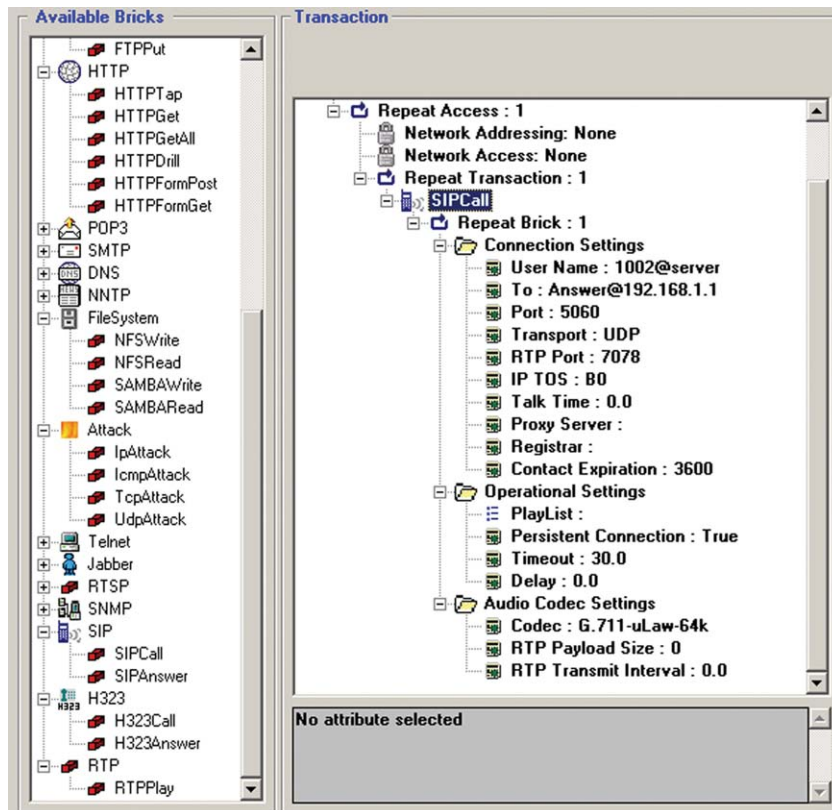 Available Bricks
FTPPut
HTTP
HTTPTap
HTTPGet
HTTPGetAll
HTTPDrill
HTTPFormPost
HTTPFormGet
POP3
SMTP
DNS
NNTP
FileSystem
NFSWrite
NFSRead
SAMBAWrite
SAMBARead
Attack
IpAttack
IcmpAttack
TcpAttack
UdpAttack
Telnet
Jabber
RTSP
SNMP
SIP
SIPCall
SIPAnswer
H323
H323
H323Call
H323Answer
RTP
RTPPlay
Transaction
Repeat Access : 1
Network Addressing: None
Network Access: None
Repeat Transaction : 1
SIPCall
Repeat Brick : 1
Connection Settings
User Name : 1002@server
To : Answer@192.168.1.1
Port : 5060
Transport : UDP
RTP Port : 7078
IP TOS : B0
Talk Time : 0.0
Proxy Server :
Registrar :
Contact Expiration : 3600
Operational Settings
PlayList :
Persistent Connection : True
Timeout : 30.0
Delay : 0.0
Audio Codec Settings
Codec : G.711-uLaw-64k
RTP Payload Size : 0
RTP Transmit Interval : 0.0
No attribute selected